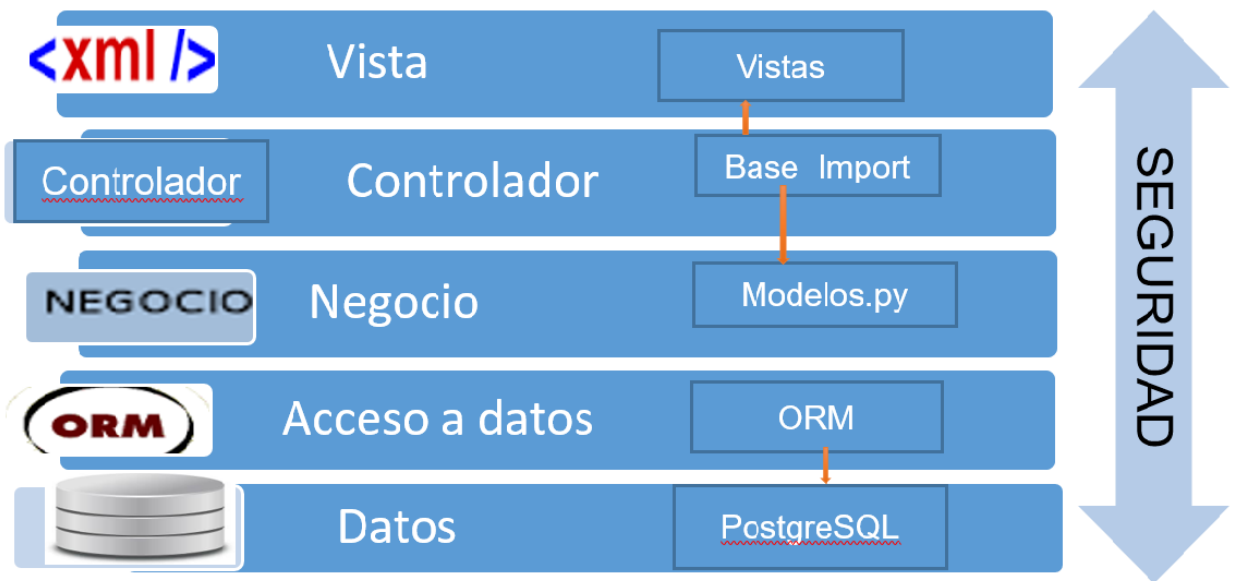 <xml />
Vista
Vistas
Controlador
Controlador
Base Import
NEGOCIO
Negocio
Modelos.py
ORM
Acceso a datos
ORM
Datos
PostgreSQL
SEGURIDAD